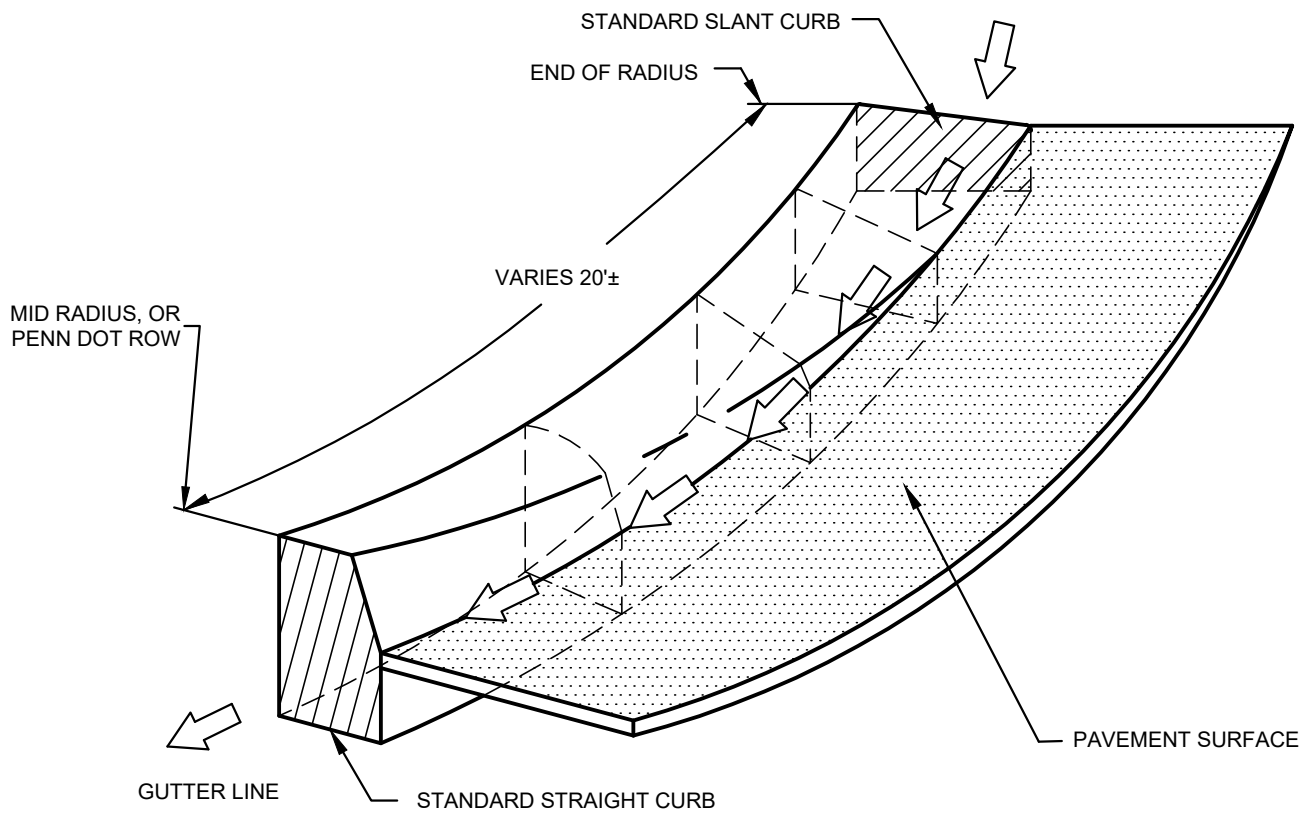 STANDARD SLANT CURB
END OF RADIUS
VARIES 20'±
MID RADIUS, OR
PENN DOT ROW
PAVEMENT SURFACE
GUTTER LINE
STANDARD STRAIGHT CURB